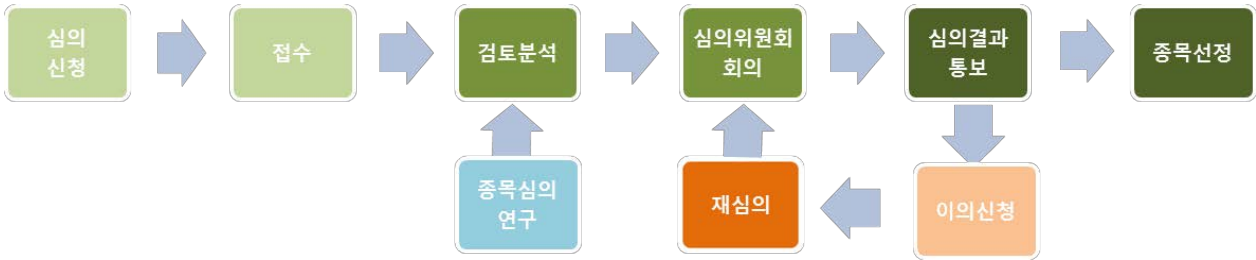 심의
신청
접수
검토분석
심의위원회
회의
심의결과
통보
종목선정
종목심의
연구
재심의
이의신청